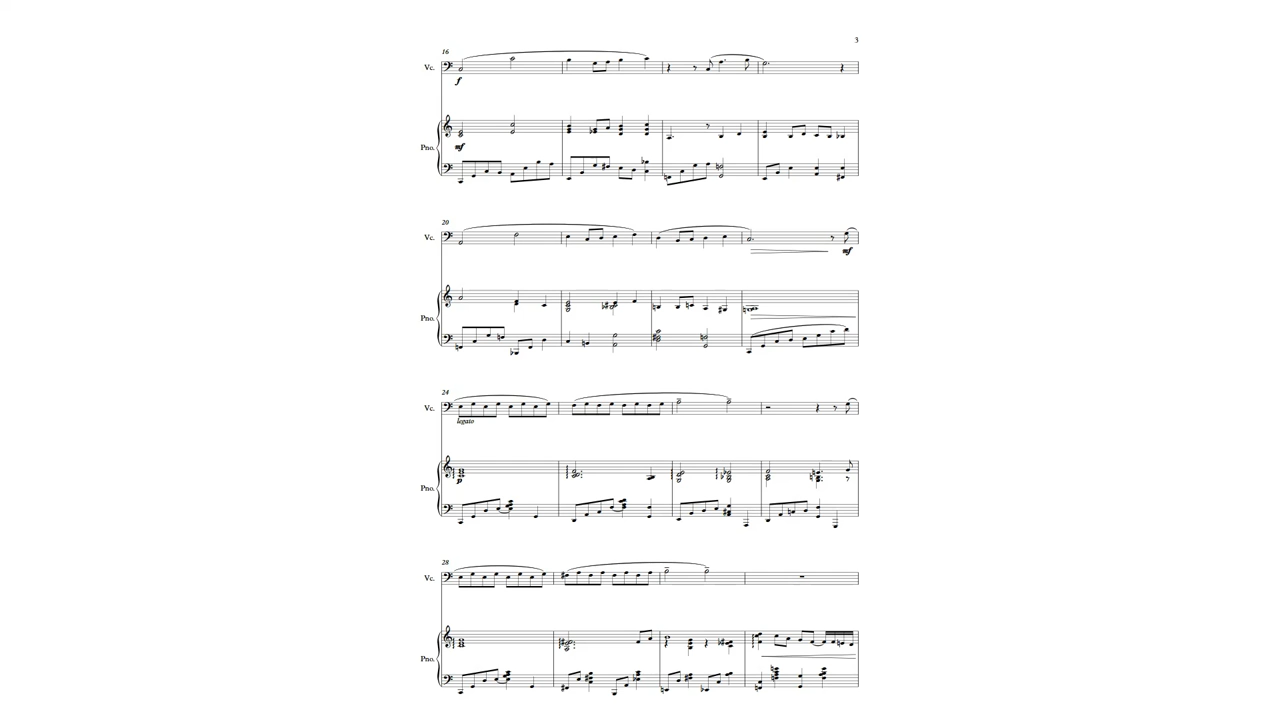 3
16
Vc.
f
Pno.
mf
20
Vc.
mf
Pno.
24
Vc.
legato
Pno.
p
28
Vc.
Pno.